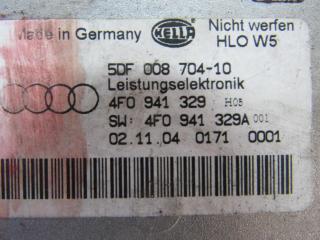 Made in Germany HELLA Nicht werfen
HLO W5
5DF 008 704-10
Leistungselektronik
4F0 941 329 H05
SW: 4F0 941 329A 001
02.11.04 0171 0001